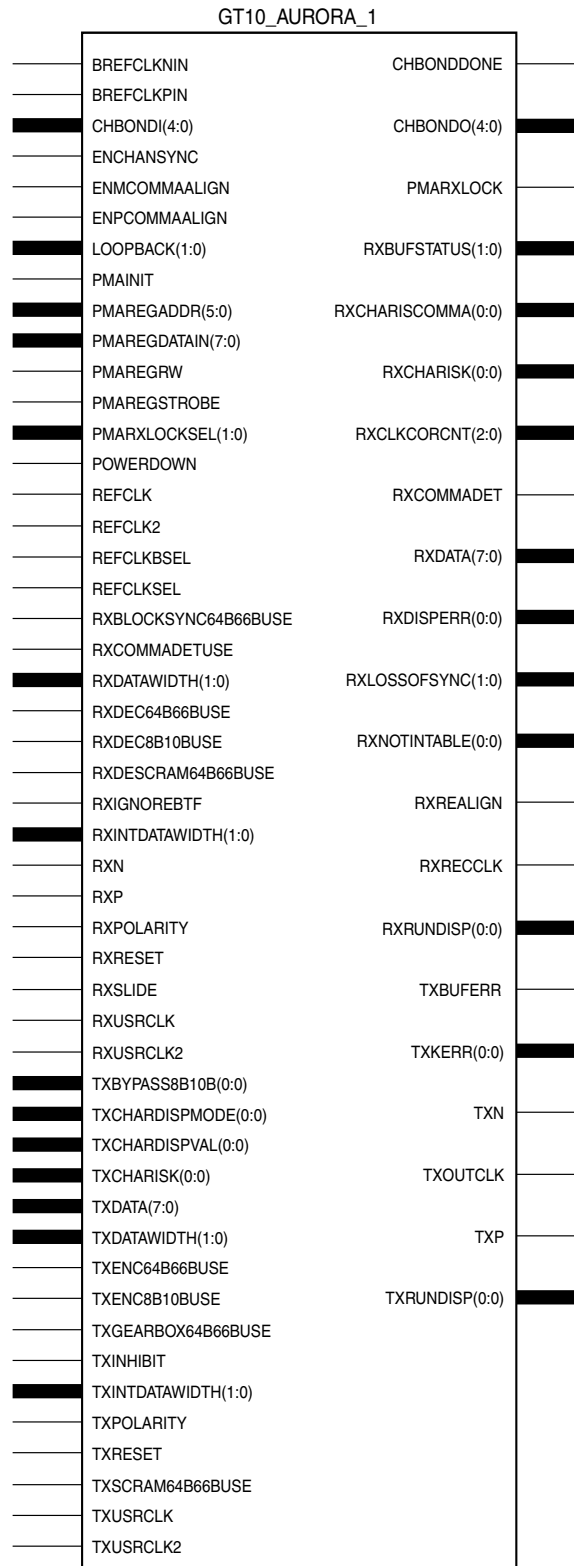 GT10_AURORA_1
BREFCLKNIN CHBONDDONE
BREFCLKPIN
CHBONDI(4:0) CHBONDO(4:0)
ENCHANSYNC
ENMCOMMAALIGN PMARXLOCK
ENPCOMMAALIGN
LOOPBACK(1:0) RXBUFSTATUS(1:0)
PMAINIT
PMAREGADDR(5:0) RXCHARISCOMMA(0:0)
PMAREGDATAIN(7:0)
PMAREGRW RXCHARISK(0:0)
PMAREGSTROBE
PMARXLOCKSEL(1:0) RXCLKCORCNT(2:0)
POWERDOWN
REFCLK RXCOMMADET
REFCLK2
REFCLKBSEL RXDATA(7:0)
REFCLKSEL
RXBLOCKSYNC64B66BUSE RXDISPERR(0:0)
RXCOMMADETUSE
RXDATAWIDTH(1:0) RXLOSSOFSYNC(1:0)
RXDEC64B66BUSE
RXDEC8B10BUSE RXNOTINTABLE(0:0)
RXDESCRAM64B66BUSE
RXIGNOREBTF RXREALIGN
RXINTDATAWIDTH(1:0)
RXN RXRECCLK
RXP
RXPOLARITY RXRUNDISP(0:0)
RXRESET
RXSLIDE TXBUFERR
RXUSRCLK
RXUSRCLK2 TXKERR(0:0)
TXBYPASS8B10B(0:0)
TXCHARDISPMODE(0:0) TXN
TXCHARDISPVAL(0:0)
TXCHARISK(0:0) TXOUTCLK
TXDATA(7:0)
TXDATAWIDTH(1:0) TXP
TXENC64B66BUSE
TXENC8B10BUSE TXRUNDISP(0:0)
TXGEARBOX64B66BUSE
TXINHIBIT
TXINTDATAWIDTH(1:0)
TXPOLARITY
TXRESET
TXSCRAM64B66BUSE
TXUSRCLK
TXUSRCLK2